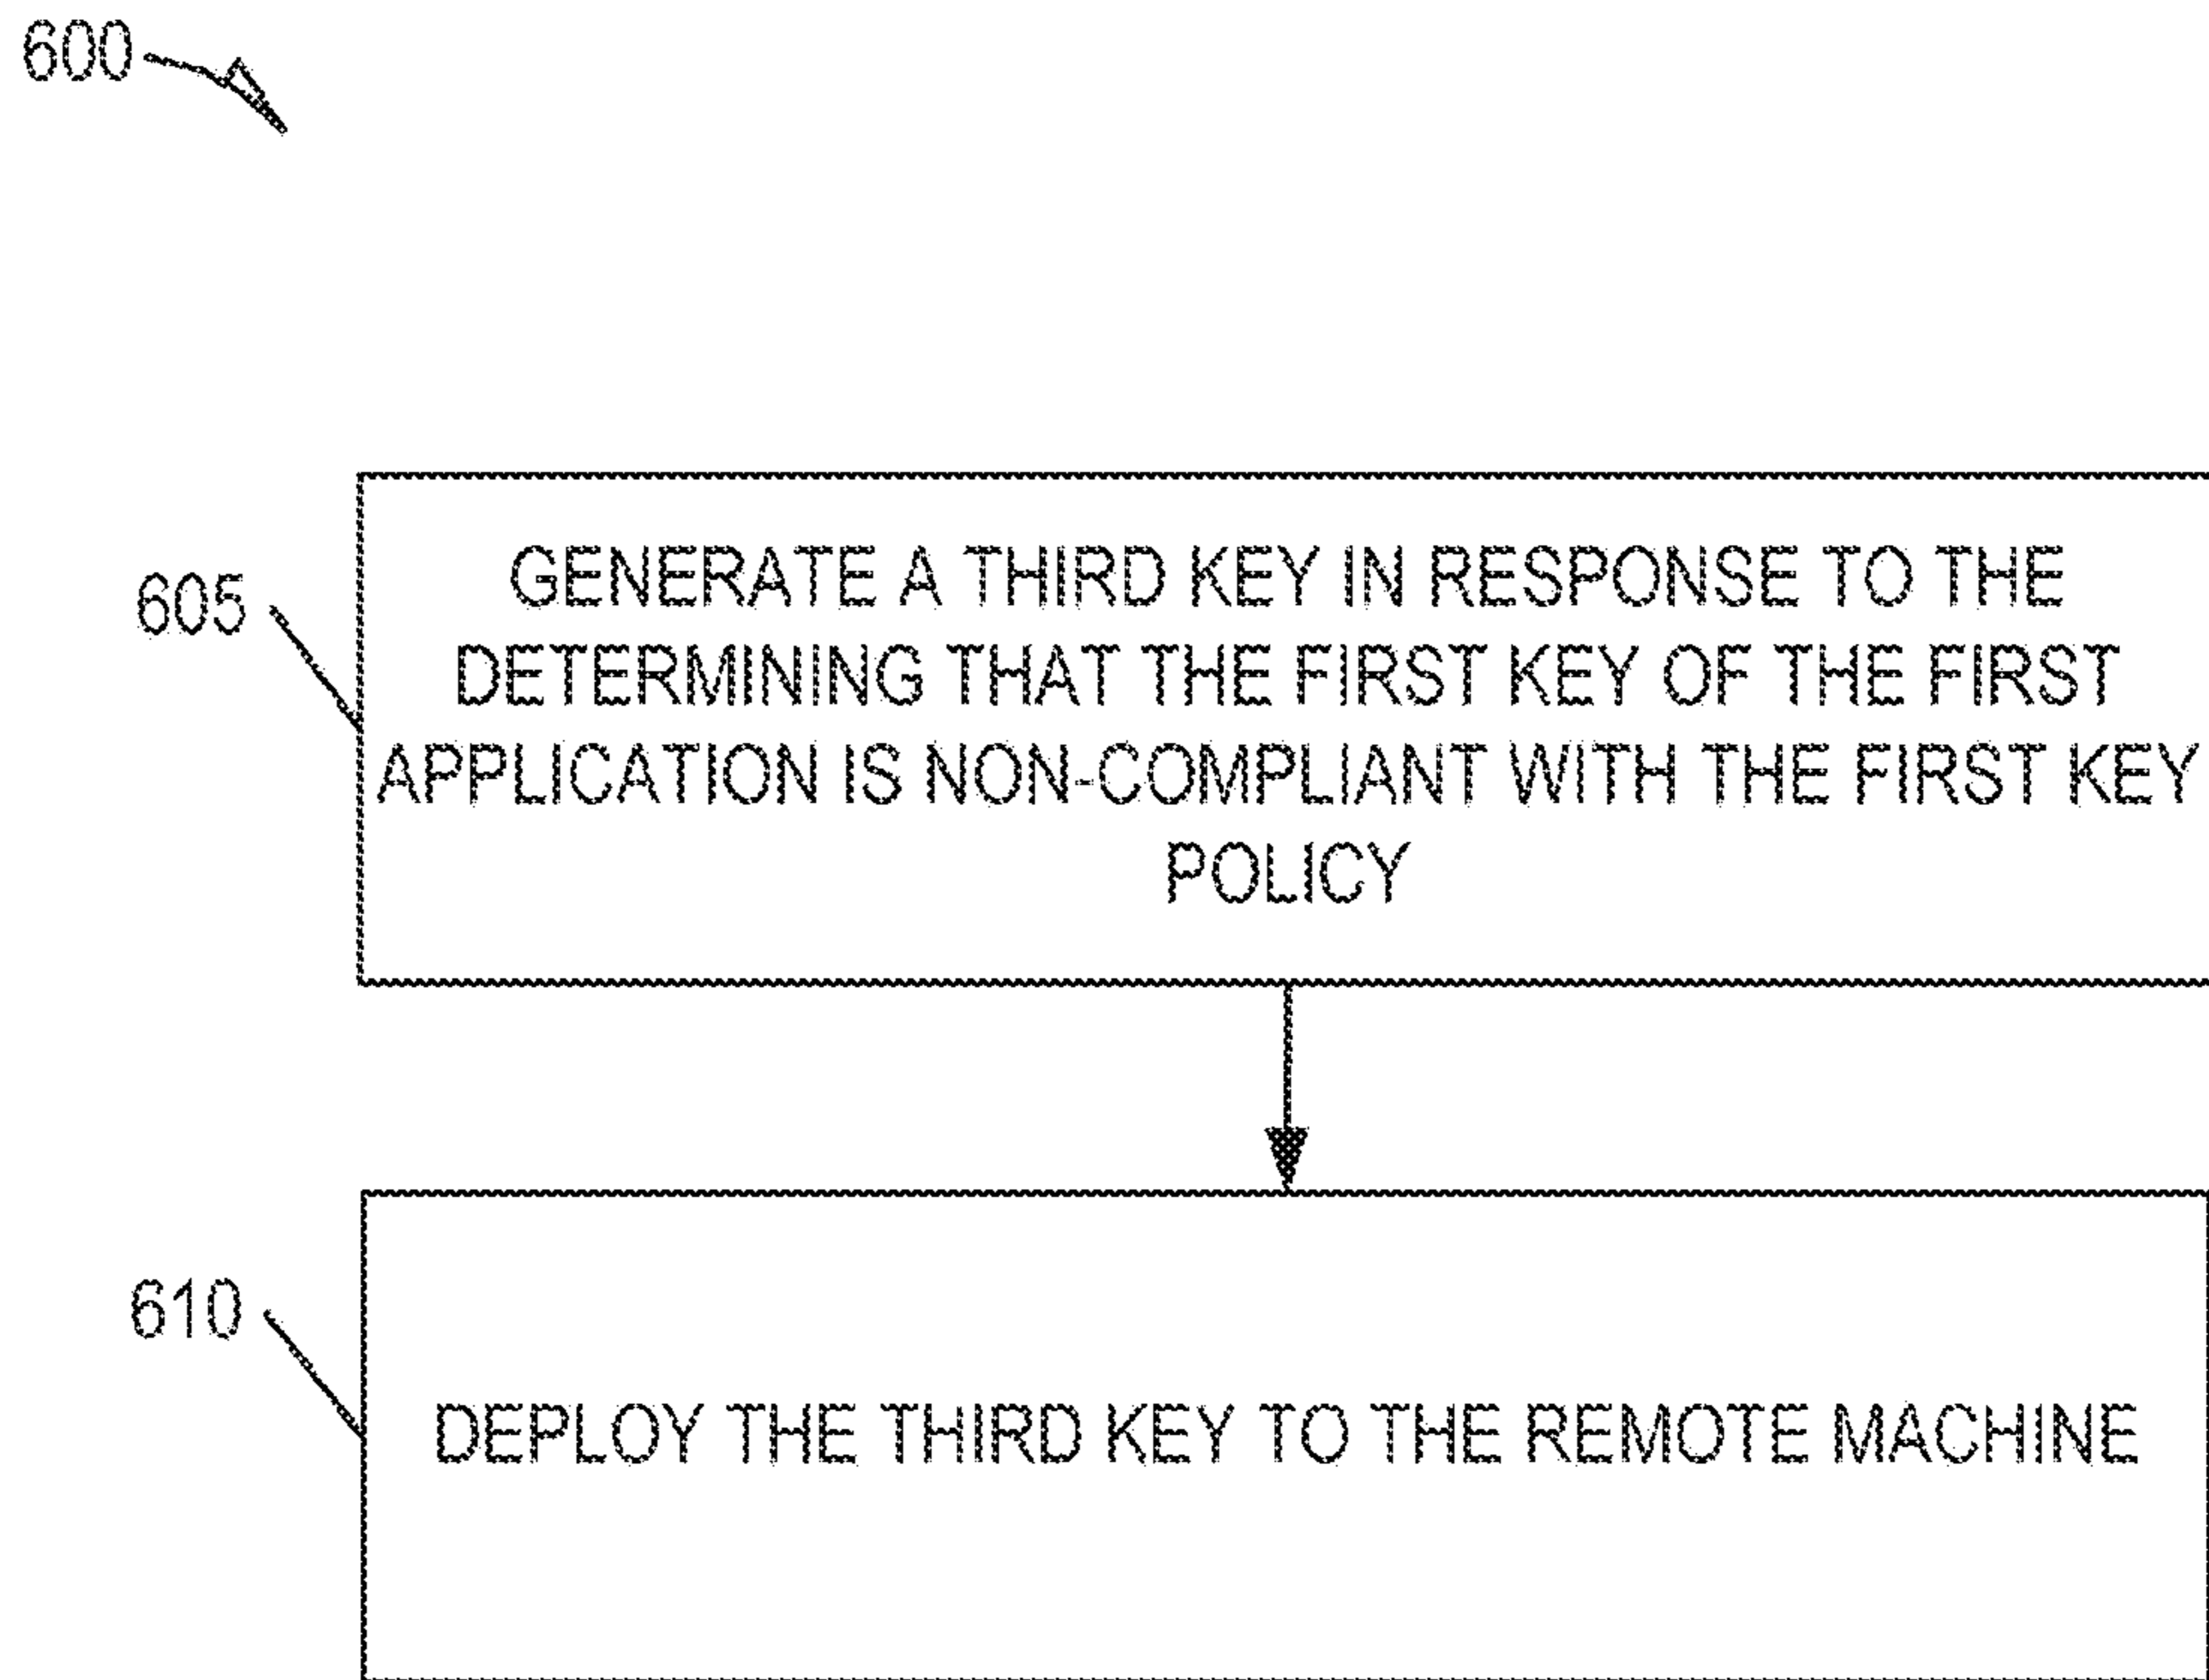 600
605
GENERATE A THIRD KEY IN RESPONSE TO THE
DETERMINING THAT THE FIRST KEY OF THE FIRST
APPLICATION IS NON-COMPLIANT WITH THE FIRST KEY
POLICY
610
DEPLOY THE THIRD KEY TO THE REMOTE MACHINE